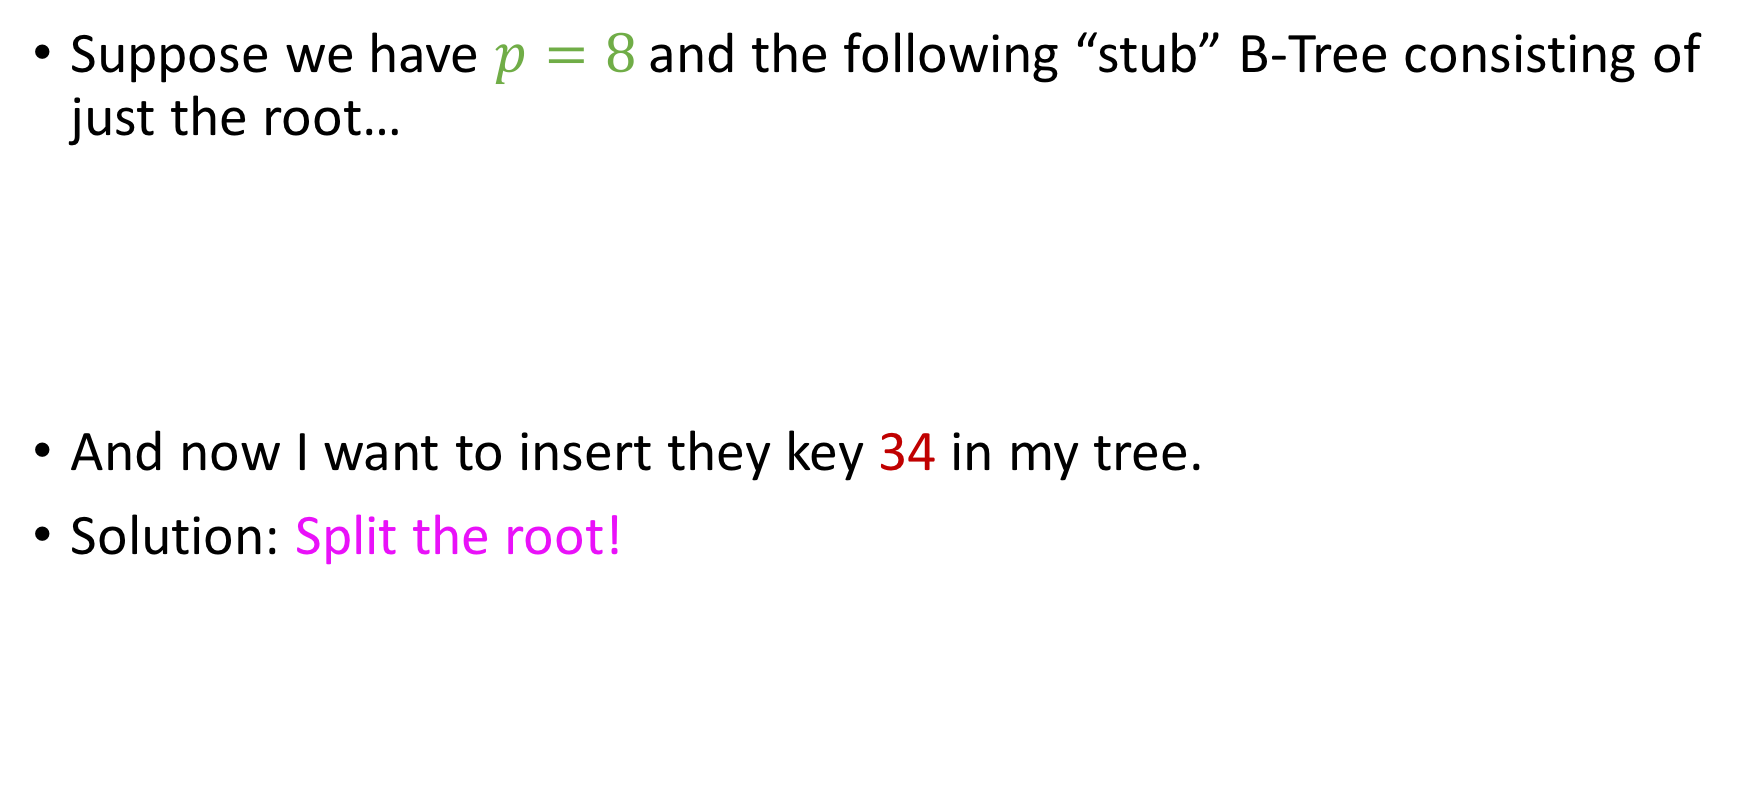 • Suppose we have p = 8 and the following “stub” B-Tree consisting of
just the root...
• And now I want to insert they key 34 in my tree.
• Solution: Split the root!